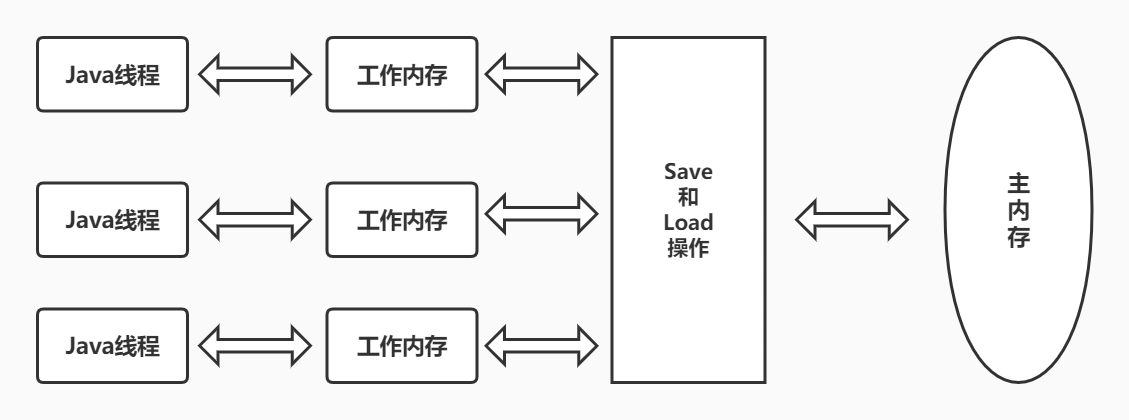 Java线程
工作内存
Java线程
工作内存
Java线程
工作内存
Save
和
Load
操作
主
内
存